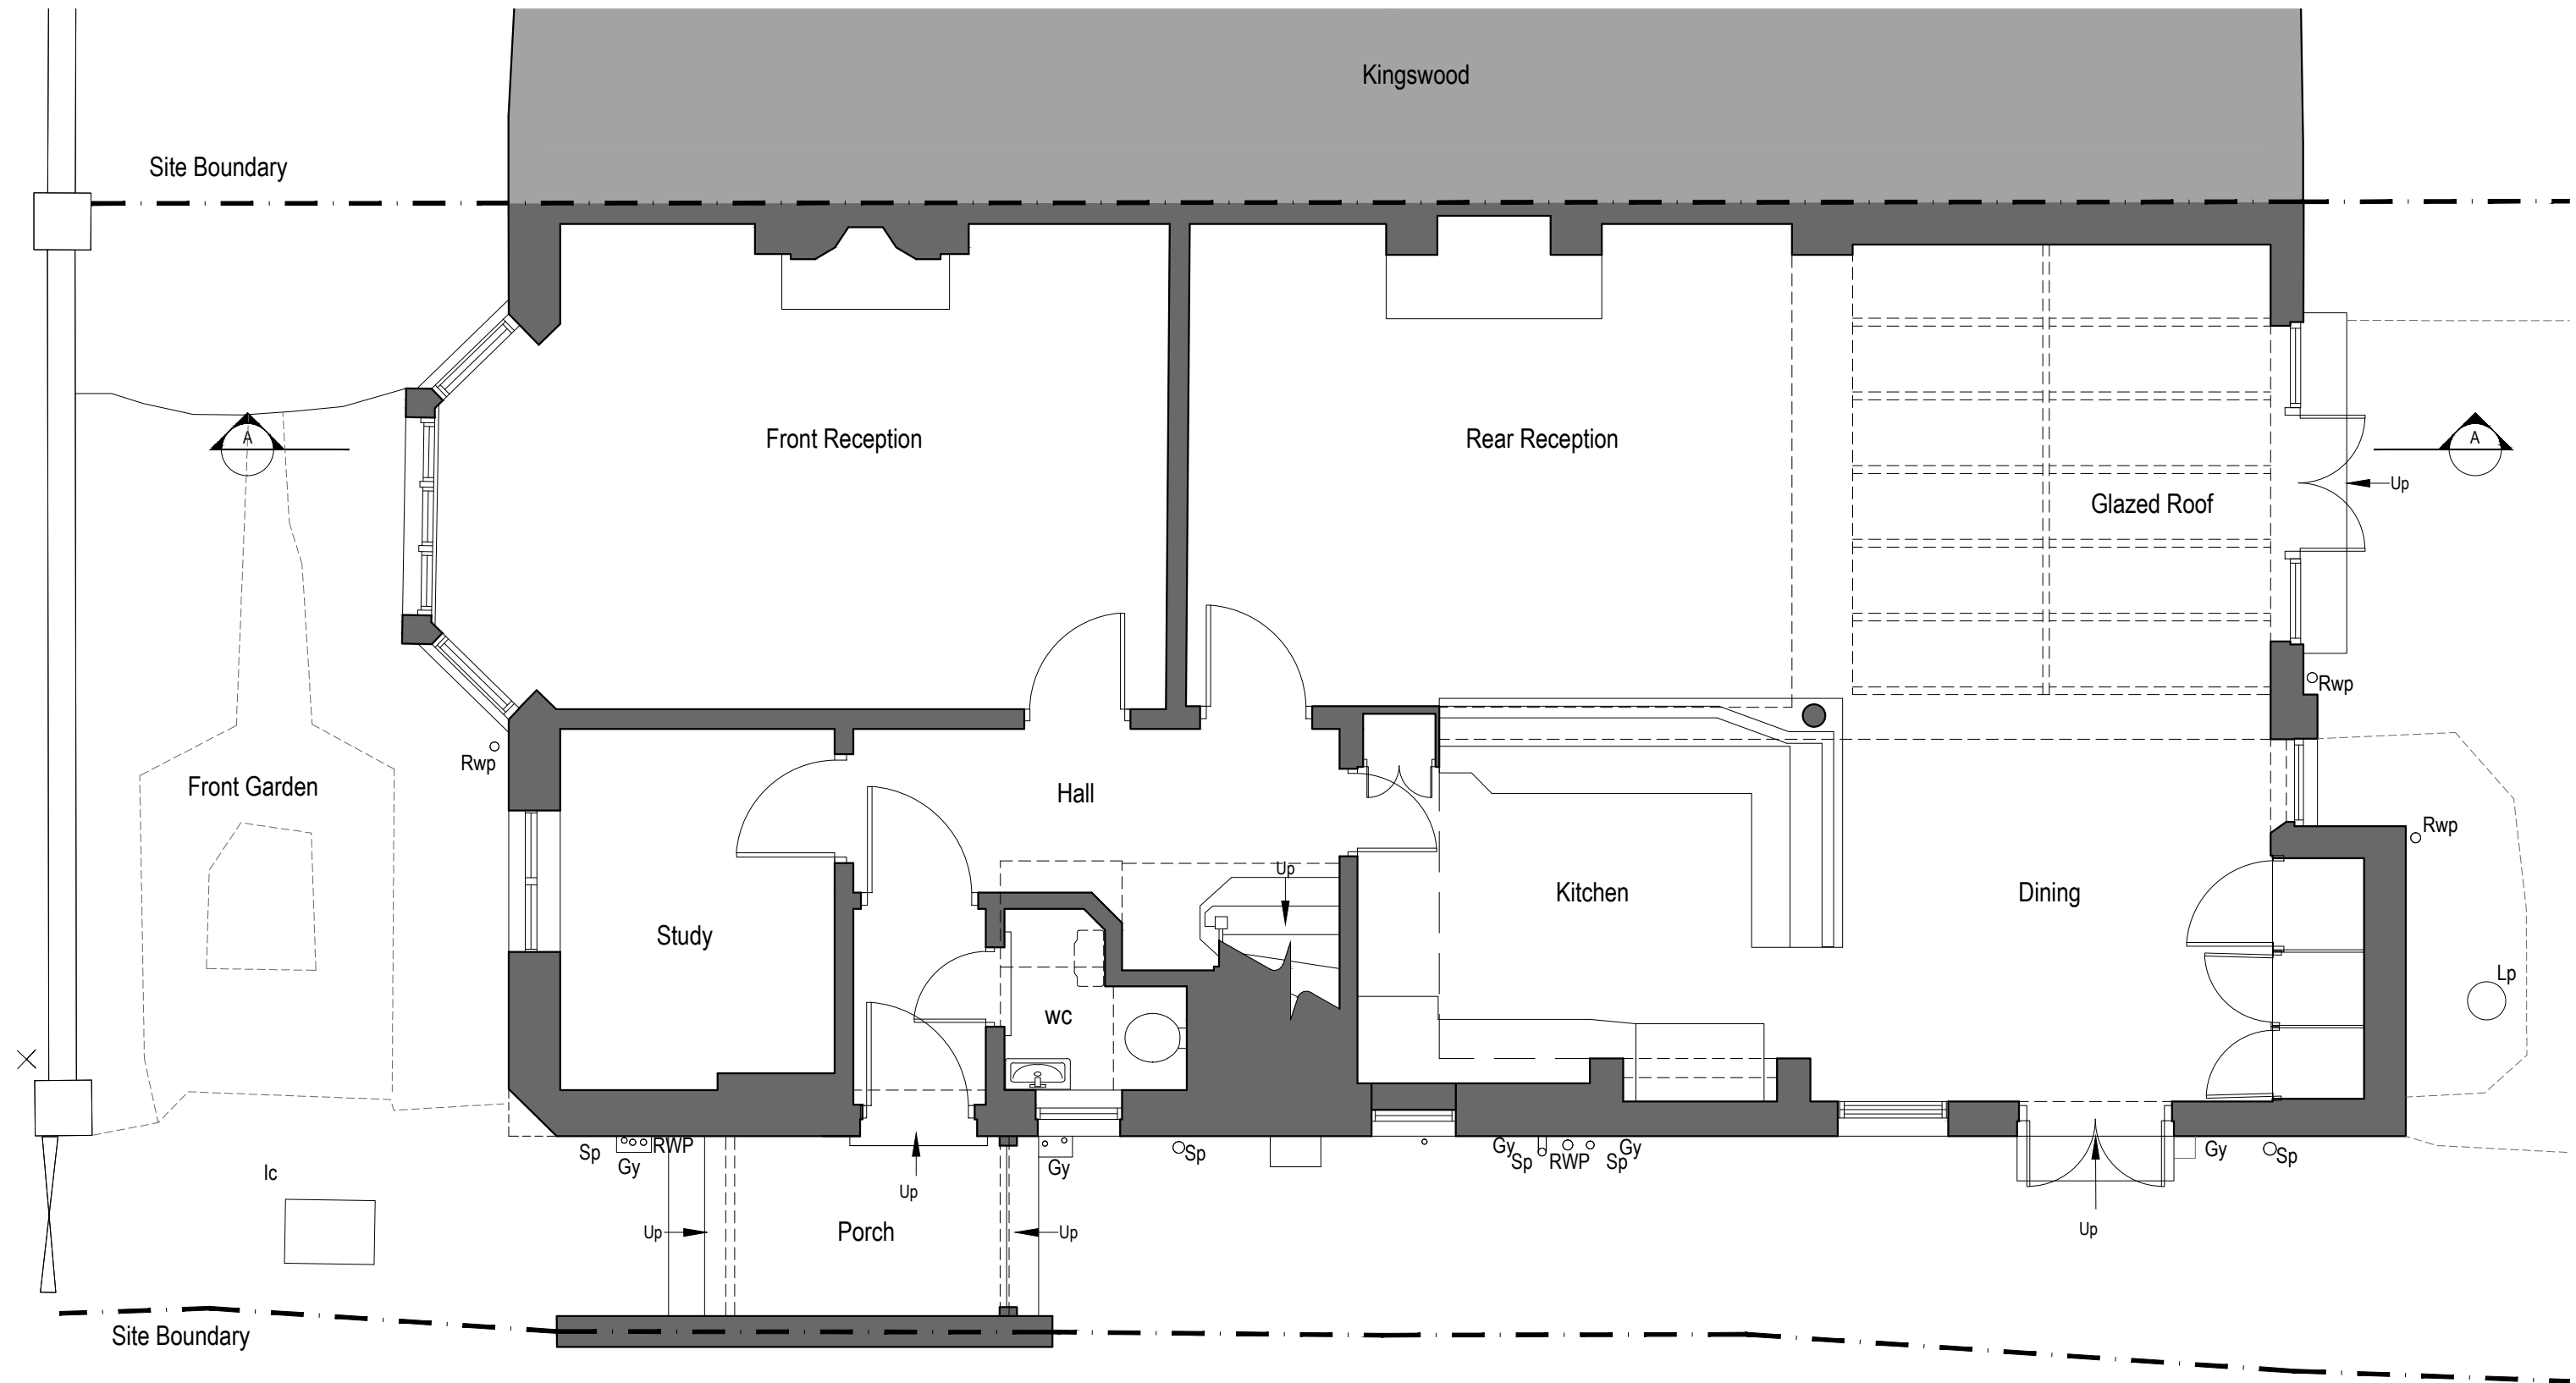 Kingswood
Site Boundary
Front Reception
Rear Reception
A
A
Glazed Roof
Up
Rwp
Rwp
Front Garden
Hall
Rwp
Up
Kitchen
Dining
Study
Lp
wc
Sp
Gy
RWP
Gy
Sp
Gy
Sp
RWP
Sp
Gy
Gy
Sp
Ic
Up
Up
Porch
Up
Up
Site Boundary